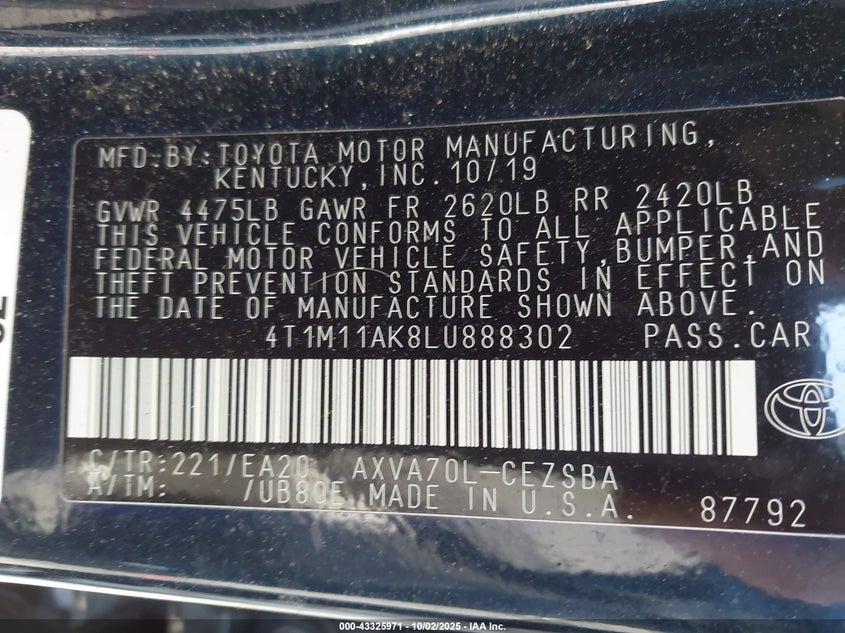 MFD.BY:TOYOTA MOTOR MANUFACTURING,
KENTUCKY,INC.10/19
GVWR 4475LB GAWR FR 2620LB RR 2420LB
THIS VEHICLE CONFORMS TO ALL APPLICABLE
FEDERAL MOTOR VEHICLE SAFETY,BUMPER,AND
THEFT PREVENTION STANDARDS IN EFFECT ON
THE DATE OF MANUFACTURE SHOWN ABOVE.
4T1M11AK8LU888302 PASS.CAR
C/TR:221/EA20 AXVA70L-CEZSBA
A/TM: /UB80E MADE IN U.S.A. 87792
000-43325971 - 10/02/2025 - IAA Inc.